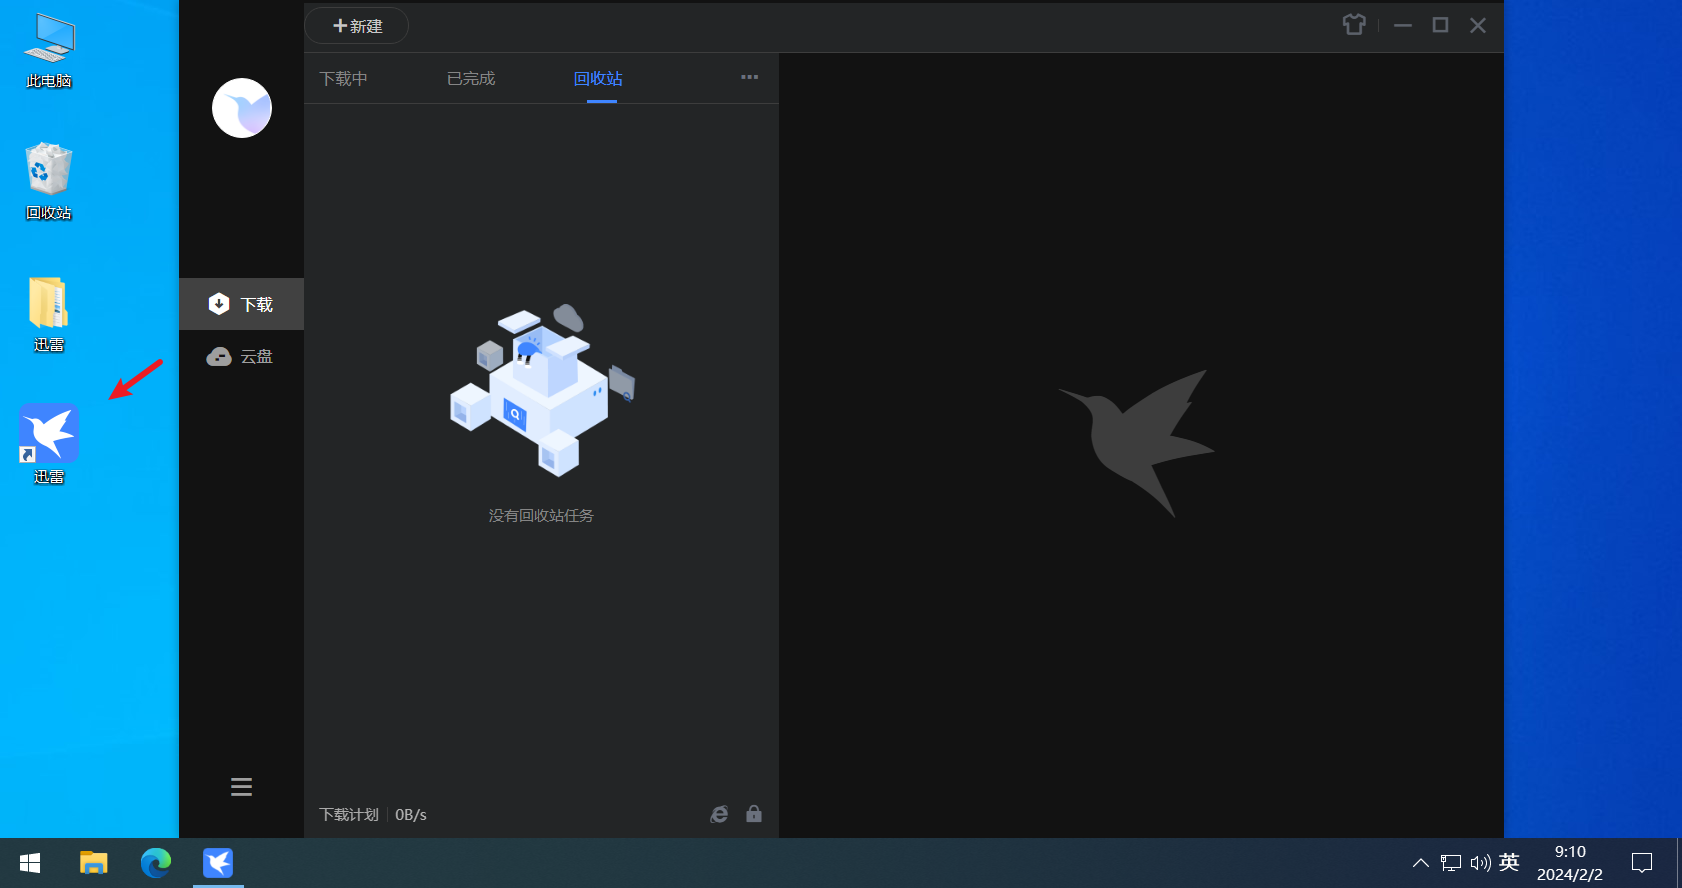 此电脑
回收站
迅雷
迅雷
新建
下载中 已完成 回收站
下载
云盘
没有回收站任务
下载计划 0B/s
英
9:10
2024/2/2